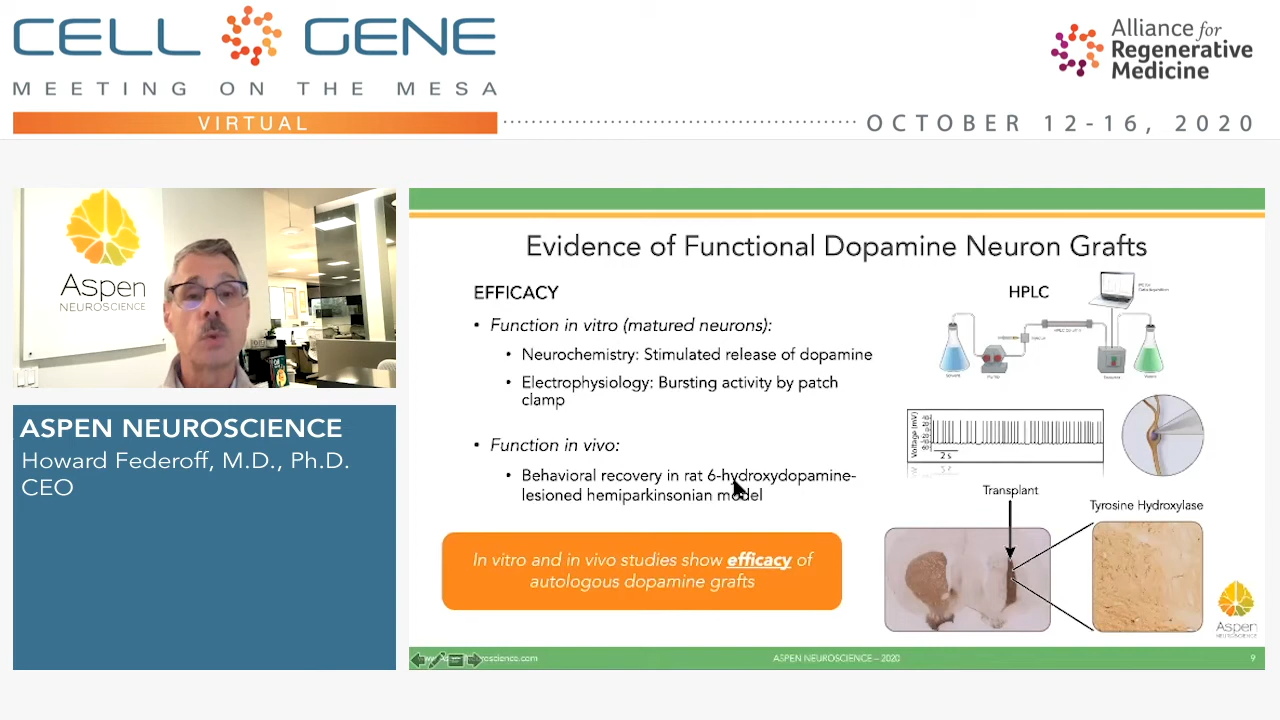 CELL GENE
MEETING ON THE MESA
VIRTUAL
Alliance for
Regenerative
Medicine
OCTOBER 12-16, 2020
Aspen
NEUROSCIENCE
ASPEN NEUROSCIENCE
Howard Federoff, M.D., Ph.D.
CEO
Evidence of Functional Dopamine Neuron Grafts
EFFICACY
• Function in vitro (matured neurons):
• Neurochemistry: Stimulated release of dopamine
• Electrophysiology: Bursting activity by patch
clamp
• Function in vivo:
• Behavioral recovery in rat 6-hydroxydopamine-
lesioned hemiparkinsonian model
In vitro and in vivo studies show efficacy of
autologous dopamine grafts
HPLC
Voltage (mV)
2 s
Transplant
Tyrosine Hydroxylase
Aspen
NEUROSCIENCE
ASPEN NEUROSCIENCE – 2020
9